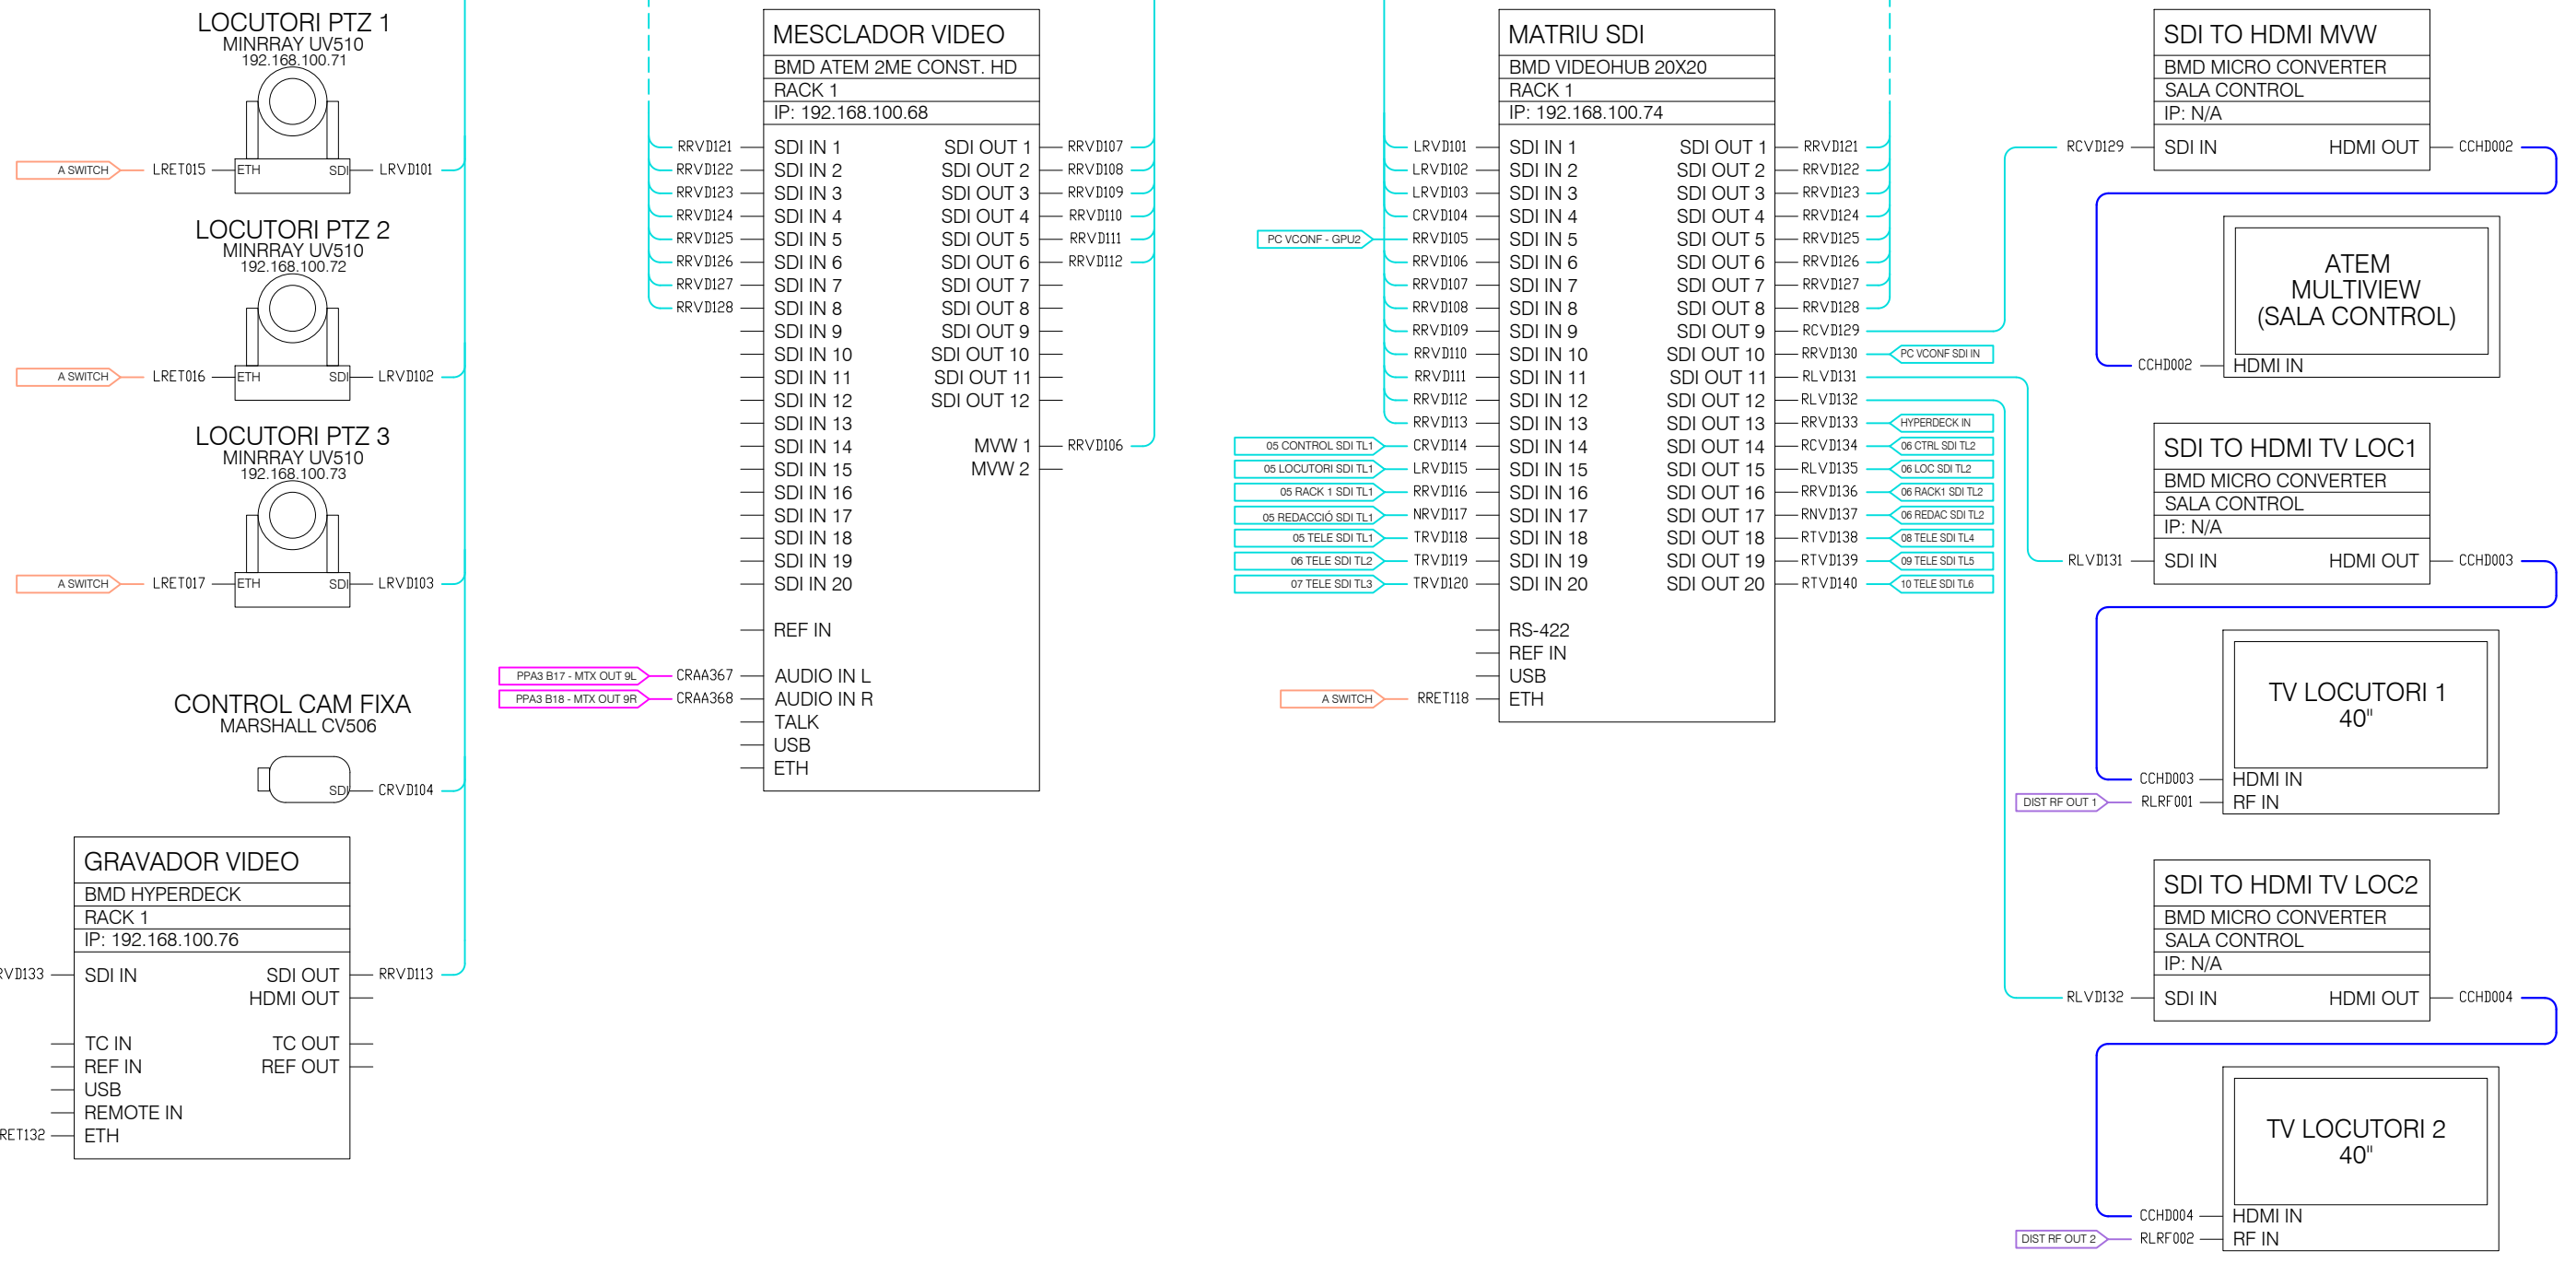 LOCUTORI PTZ 1
MINRRAY UV510
192.168.100.71
A SWITCH
LRET015
ETH
SDI
LRVD101
LOCUTORI PTZ 2
MINRRAY UV510
192.168.100.72
A SWITCH
LRET016
ETH
SDI
LRVD102
LOCUTORI PTZ 3
MINRRAY UV510
192.168.100.73
A SWITCH
LRET017
ETH
SDI
LRVD103
CONTROL CAM FIXA
MARSHALL CV506
SDI
CRVD104
GRAVADOR VIDEO
BMD HYPERDECK
RACK 1
IP: 192.168.100.76
VD133 SDI IN SDI OUT RRVD113
HDMI OUT
TC IN TC OUT
REF IN REF OUT
USB
REMOTE IN
RET132 ETH
MESCLADOR VIDEO
BMD ATEM 2ME CONST. HD
RACK 1
IP: 192.168.100.68
RRVD121 SDI IN 1 SDI OUT 1 RRVD107
RRVD122 SDI IN 2 SDI OUT 2 RRVD108
RRVD123 SDI IN 3 SDI OUT 3 RRVD109
RRVD124 SDI IN 4 SDI OUT 4 RRVD110
RRVD125 SDI IN 5 SDI OUT 5 RRVD111
RRVD126 SDI IN 6 SDI OUT 6 RRVD112
RRVD127 SDI IN 7 SDI OUT 7
RRVD128 SDI IN 8 SDI OUT 8
SDI IN 9 SDI OUT 9
SDI IN 10 SDI OUT 10
SDI IN 11 SDI OUT 11
SDI IN 12 SDI OUT 12
SDI IN 13
SDI IN 14 MVW 1 RRVD106
SDI IN 15 MVW 2
SDI IN 16
SDI IN 17
SDI IN 18
SDI IN 19
SDI IN 20
REF IN
PPA3 B17 - MTX OUT 9L CRAA367 AUDIO IN L
PPA3 B18 - MTX OUT 9R CRAA368 AUDIO IN R
TALK
USB
ETH
MATRIU SDI
BMD VIDEOHUB 20X20
RACK 1
IP: 192.168.100.74
LRVD101 SDI IN 1 SDI OUT 1 RRVD121
LRVD102 SDI IN 2 SDI OUT 2 RRVD122
LRVD103 SDI IN 3 SDI OUT 3 RRVD123
CRVD104 SDI IN 4 SDI OUT 4 RRVD124
PC VCONF - GPU2 RRVD105 SDI IN 5 SDI OUT 5 RRVD125
RRVD106 SDI IN 6 SDI OUT 6 RRVD126
RRVD107 SDI IN 7 SDI OUT 7 RRVD127
RRVD108 SDI IN 8 SDI OUT 8 RRVD128
RRVD109 SDI IN 9 SDI OUT 9 RCVD129
RRVD110 SDI IN 10 SDI OUT 10 RRVD130 PC VCONF SDI IN
RRVD111 SDI IN 11 SDI OUT 11 RLVD131
RRVD112 SDI IN 12 SDI OUT 12 RLVD132
RRVD113 SDI IN 13 SDI OUT 13 RRVD133 HYPERDECK IN
05 CONTROL SDI TL1 CRVD114 SDI IN 14 SDI OUT 14 RCVD134 06 CTRL SDI TL2
05 LOCUTORI SDI TL1 LRVD115 SDI IN 15 SDI OUT 15 RLVD135 06 LOC SDI TL2
05 RACK 1 SDI TL1 RRVD116 SDI IN 16 SDI OUT 16 RRVD136 06 RACK1 SDI TL2
05 REDACCIÓ SDI TL1 NRVD117 SDI IN 17 SDI OUT 17 RNVD137 06 REDAC SDI TL2
05 TELE SDI TL1 TRVD118 SDI IN 18 SDI OUT 18 RTVD138 08 TELE SDI TL4
06 TELE SDI TL2 TRVD119 SDI IN 19 SDI OUT 19 RTVD139 09 TELE SDI TL5
07 TELE SDI TL3 TRVD120 SDI IN 20 SDI OUT 20 RTVD140 10 TELE SDI TL6
RS-422
REF IN
USB
A SWITCH RRET118 ETH
SDI TO HDMI MVW
BMD MICRO CONVERTER
SALA CONTROL
IP: N/A
RCVD129 SDI IN HDMI OUT CCHD002
ATEM
MULTIVIEW
(SALA CONTROL)
CCHD002 HDMI IN
SDI TO HDMI TV LOC1
BMD MICRO CONVERTER
SALA CONTROL
IP: N/A
RLVD131 SDI IN HDMI OUT CCHD003
TV LOCUTORI 1
40"
CCHD003 HDMI IN
DIST RF OUT 1 RLRF001 RF IN
SDI TO HDMI TV LOC2
BMD MICRO CONVERTER
SALA CONTROL
IP: N/A
RLVD132 SDI IN HDMI OUT CCHD004
TV LOCUTORI 2
40"
CCHD004 HDMI IN
DIST RF OUT 2 RLRF002 RF IN